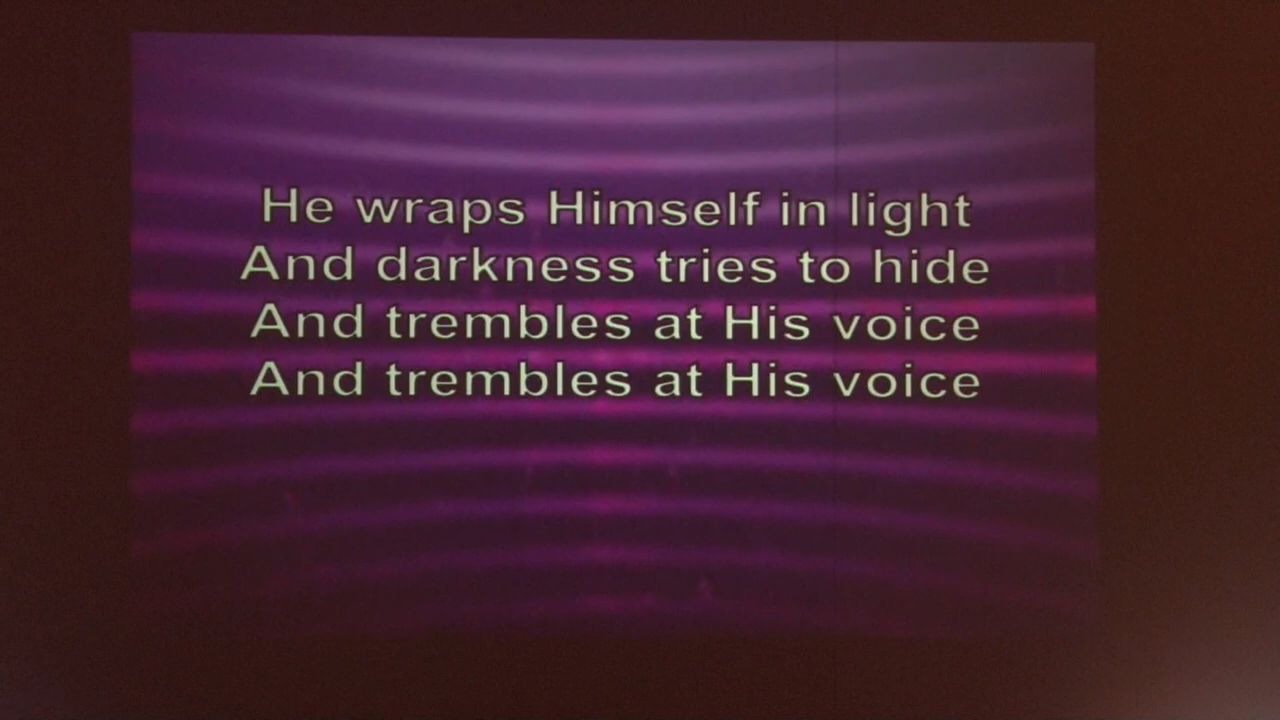 He wraps Himself in light
And darkness tries to hide
And trembles at His voice
And trembles at His voice